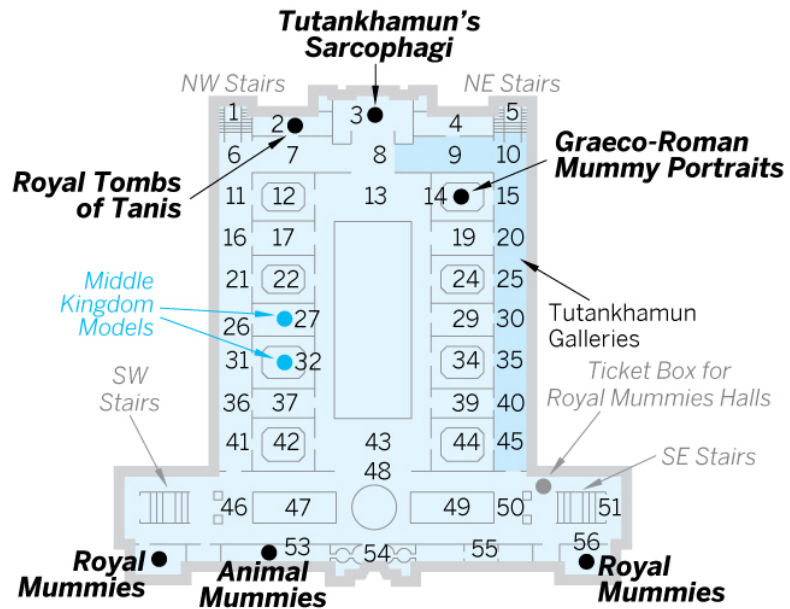 Tutankhamun's
Sarcophagi
NW Stairs
NE Stairs
1
2
3
4
5
6
7
8
9
10
Graeco-Roman
Mummy Portraits
Royal Tombs
of Tanis
11
12
13
14
15
16
17
19
20
Middle
Kingdom
Models
21
22
24
25
26
27
29
30
Tutankhamun
Galleries
31
32
34
35
SW
Stairs
Ticket Box for
Royal Mummies Halls
36
37
39
40
41
42
43
44
45
48
SE Stairs
46
47
49
50
51
53
54
55
56
Royal
Mummies
Animal
Mummies
Royal
Mummies